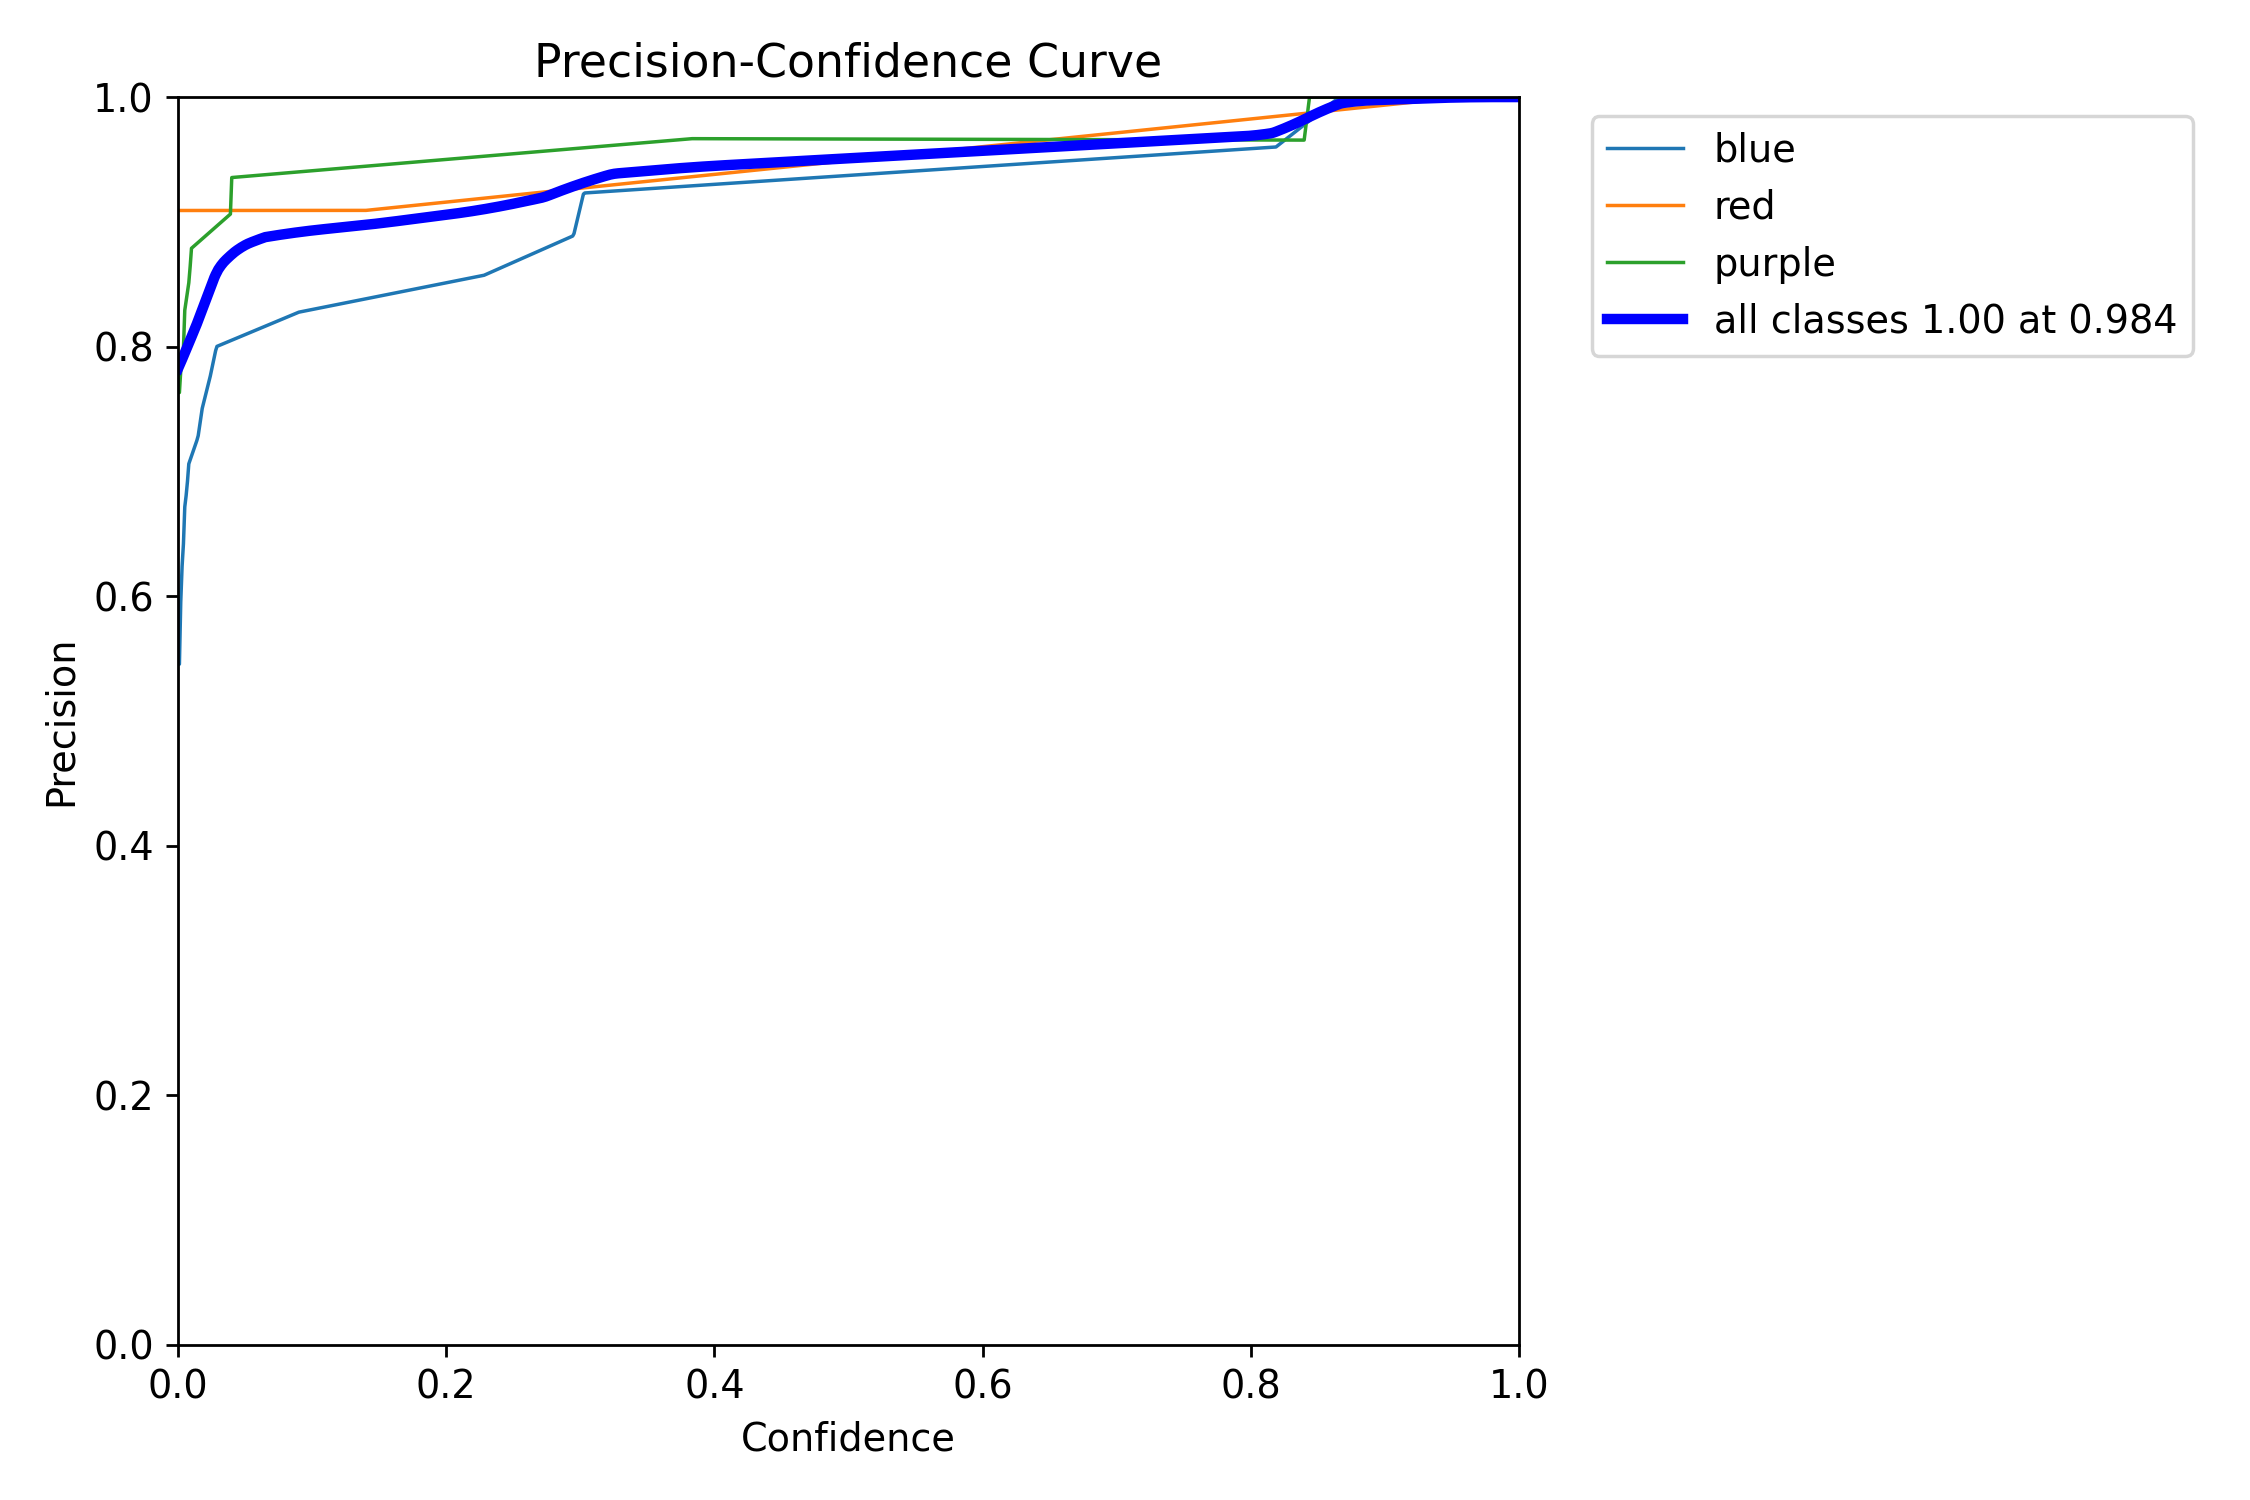 Precision-Confidence Curve
1.0
0.8
0.6
0.4
0.2
0.0
Precision
0.0 0.2 0.4 0.6 0.8 1.0
Confidence
blue
red
purple
all classes 1.00 at 0.984